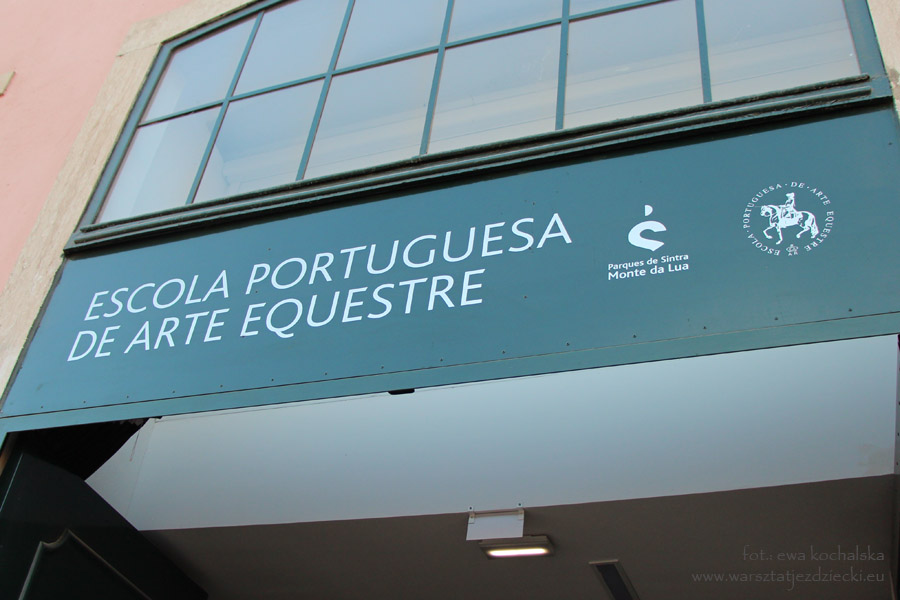 ESCOLA PORTUGUESA
DE ARTE EQUESTRE
Parques de Sintra
Monte da Lua
ESCOLA · PORTUGUESA · DE · ARTE EQUESTRE
fot.: ewa kochalska
www.warsztatjezdziecki.eu